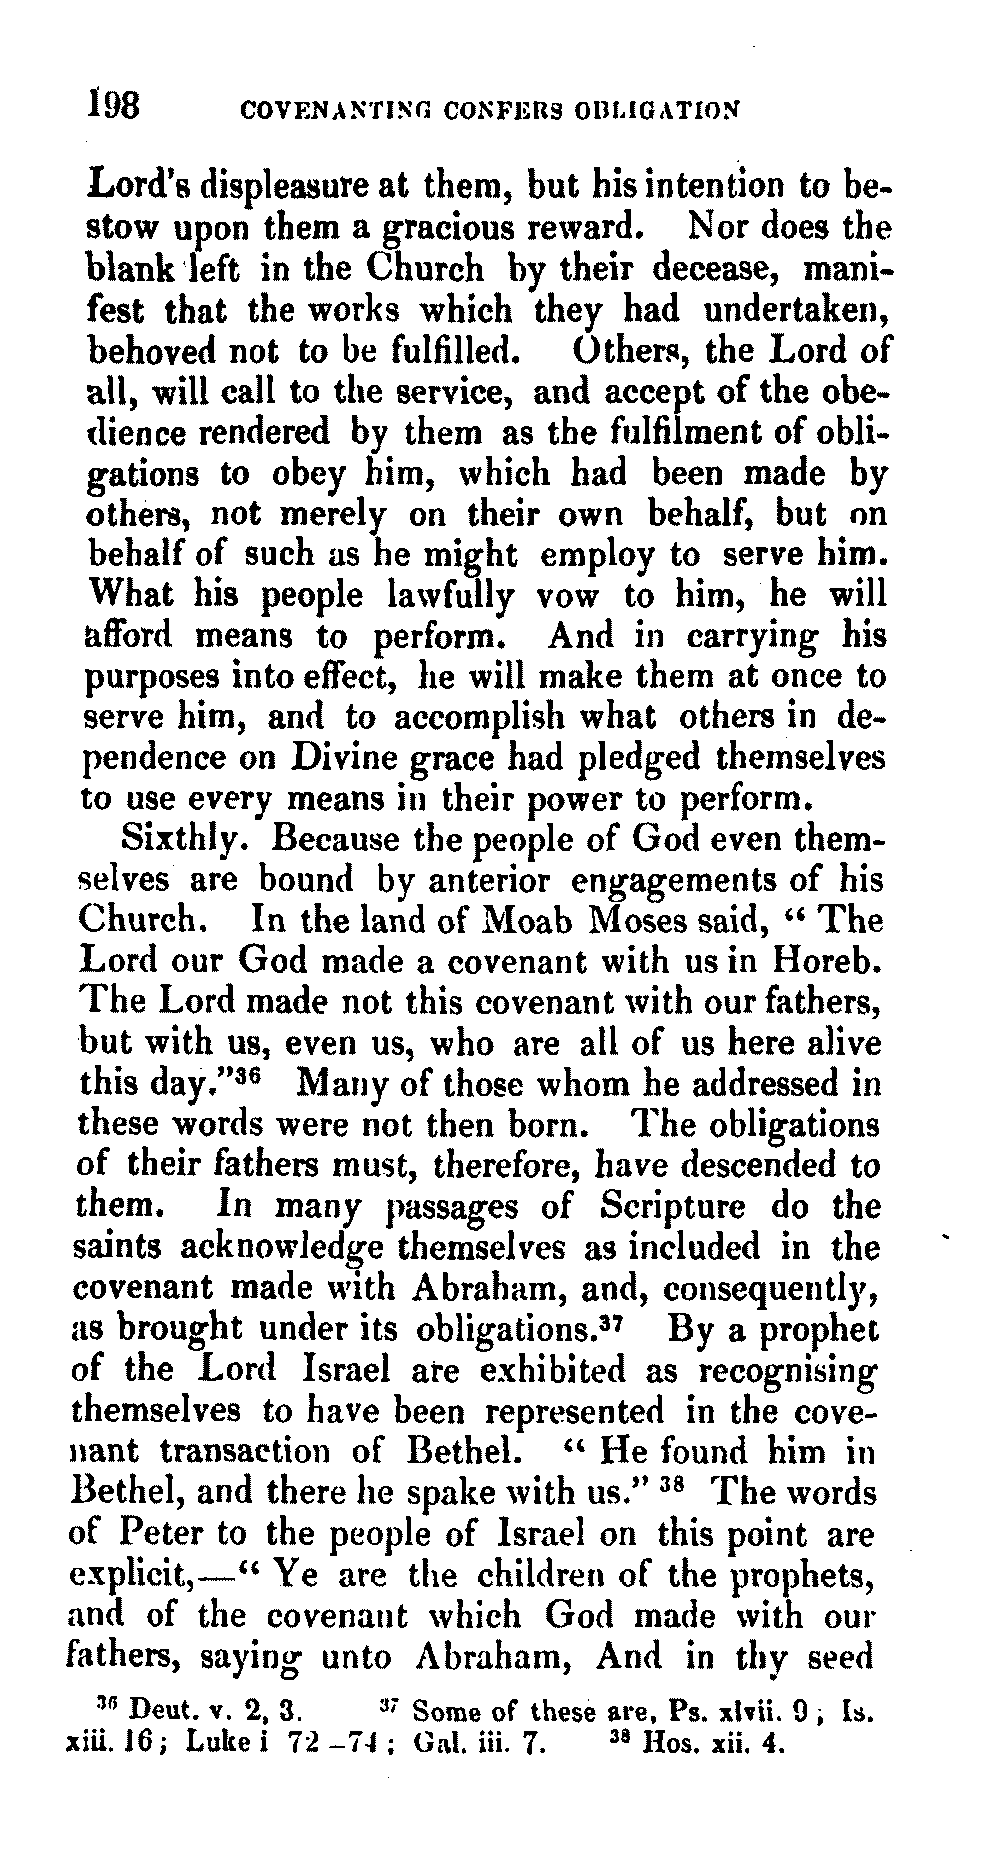 198 COVENANTING CONFERS OBLIGATION
Lord's displeasure at them, but his intention to be-
stow upon them a gracious reward. Nor does the
blank left in the Church by their decease, mani-
fest that the works which they had undertaken,
behoved not to be fulfilled. Others, the Lord of
all, will call to the service, and accept of the obe-
dience rendered by them as the fulfilment of obli-
gations to obey him, which had been made by
others, not merely on their own behalf, but on
behalf of such as he might employ to serve him.
What his people lawfully vow to him, he will
afford means to perform. And in carrying his
purposes into effect, he will make them at once to
serve him, and to accomplish what others in de-
pendence on Divine grace had pledged themselves
to use every means in their power to perform.
Sixthly. Because the people of God even them-
selves are bound by anterior engagements of his
Church. In the land of Moab Moses said, “ The
Lord our God made a covenant with us in Horeb.
The Lord made not this covenant with our fathers,
but with us, even us, who are all of us here alive
this day.”³⁶ Many of those whom he addressed in
these words were not then born. The obligations
of their fathers must, therefore, have descended to
them. In many passages of Scripture do the
saints acknowledge themselves as included in the
covenant made with Abraham, and, consequently,
as brought under its obligations.³⁷ By a prophet
of the Lord Israel are exhibited as recognising
themselves to have been represented in the cove-
nant transaction of Bethel. “ He found him in
Bethel, and there he spake with us.” ³⁸ The words
of Peter to the people of Israel on this point are
explicit,—“ Ye are the children of the prophets,
and of the covenant which God made with our
fathers, saying unto Abraham, And in thy seed
³⁶ Deut. v. 2, 3. ³⁷ Some of these are, Ps. xlvii. 9; Is.
xiii. 16; Luke i 72–74; Gal. iii. 7. ³⁸ Hos. xii. 4.